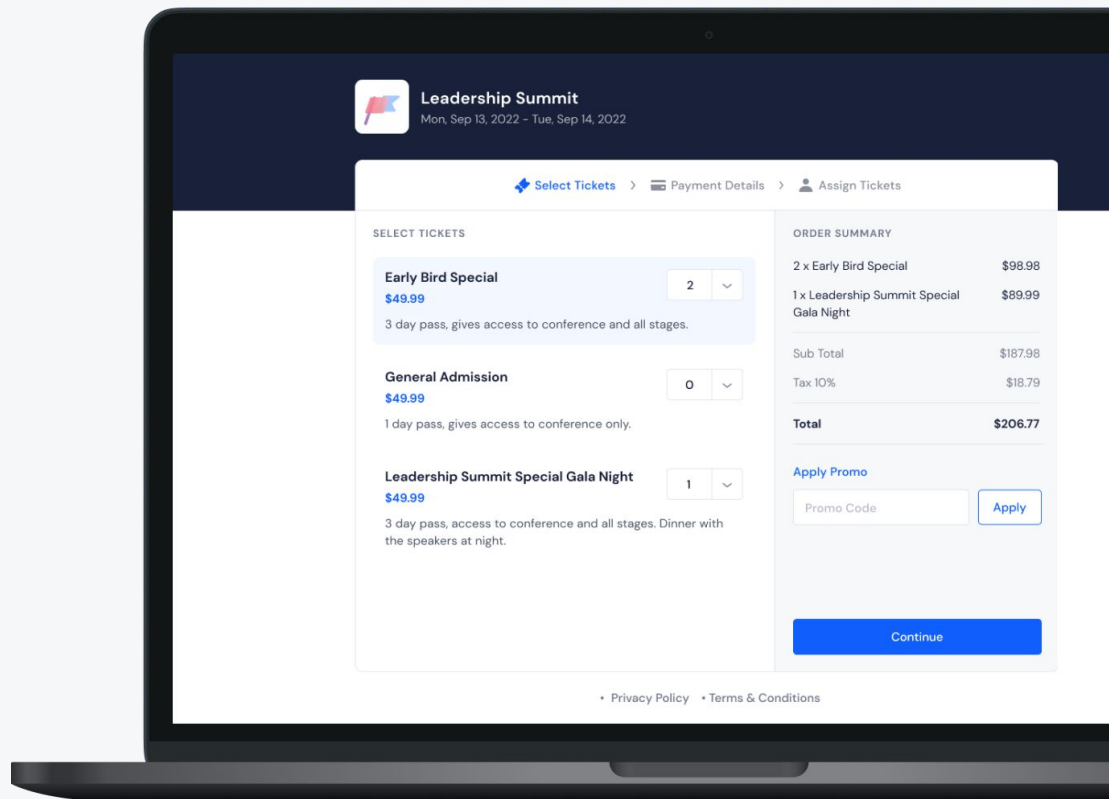 Leadership Summit
Mon, Sep 13, 2022 - Tue, Sep 14, 2022
Select Tickets
Payment Details
Assign Tickets
SELECT TICKETS
Early Bird Special
2
$49.99
3 day pass, gives access to conference and all stages.
General Admission
0
$49.99
1 day pass, gives access to conference only.
Leadership Summit Special Gala Night
1
$49.99
3 day pass, access to conference and all stages. Dinner with
the speakers at night.
ORDER SUMMARY
2 x Early Bird Special $98.98
1 x Leadership Summit Special $89.99
Gala Night
Sub Total $187.98
Tax 10% $18.79
Total $206.77
Apply Promo
Promo Code
Apply
Continue
• Privacy Policy • Terms & Conditions